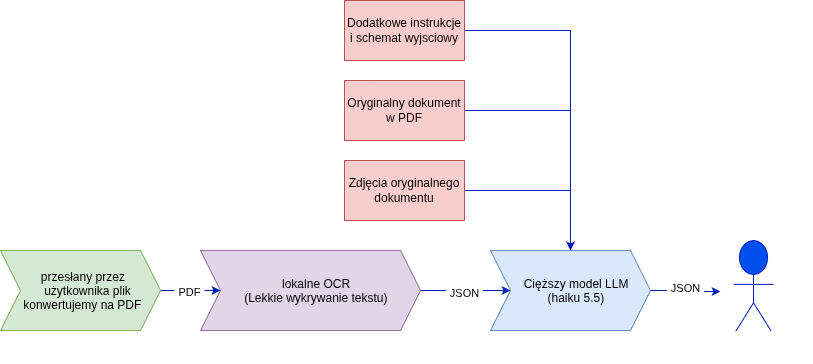 Dodatkowe instrukcje
i schemat wyjsciowy
Oryginalny dokument
w PDF
Zdjęcia oryginalnego
dokumentu
przesłany przez
użytkownika plik
konwertujemy na PDF
PDF
lokalne OCR
(Lekkie wykrywanie tekstu)
JSON
Cięższy model LLM
(haiku 5.5)
JSON